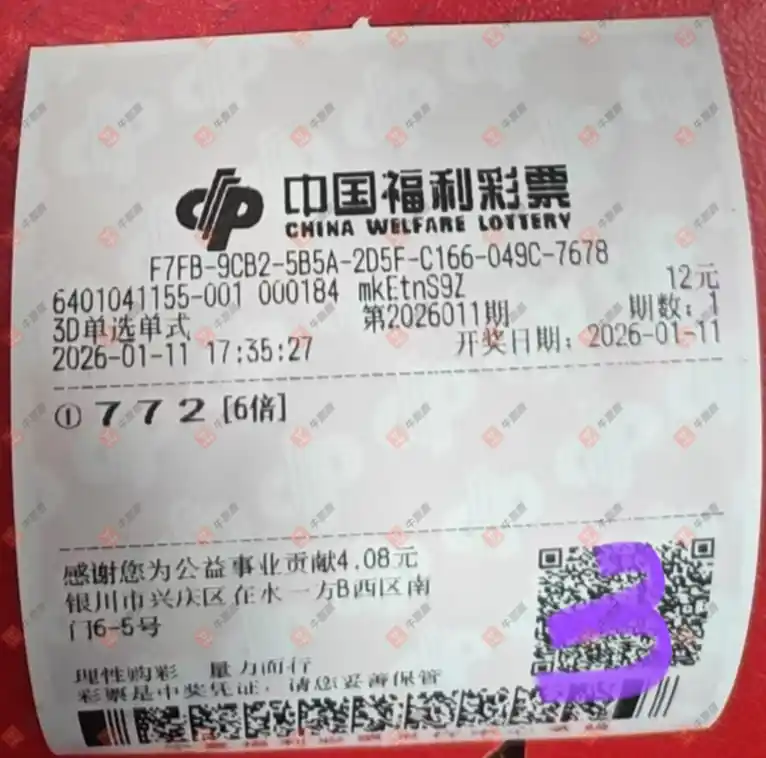 中国福利彩票
CHINA WELFARE LOTTERY
F7FB-9CB2-5B5A-2D5F-C166-049C-7678
6401041155-001 000184 mkEtnS9Z 12元
3D单选单式 第2026011期 期数：1
2026-01-11 17:35:27 开奖日期：2026-01-11
① 7 7 2 [6倍]
感谢您为公益事业贡献4.08元
银川市兴庆区在水一方B西区南
门6-5号
理性购彩 量力而行
彩票是中奖凭证，请您妥善保管